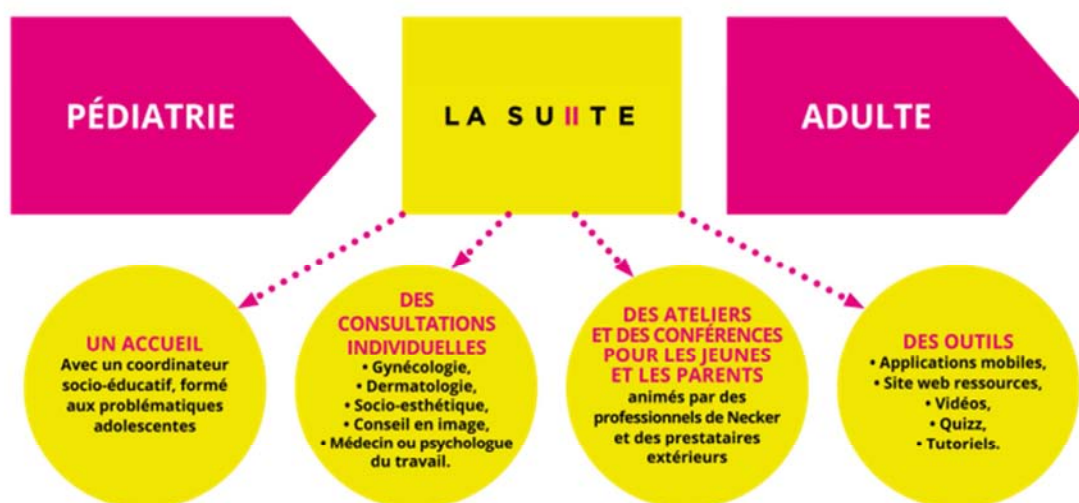 PÉDIATRIE
LA SUIITE
ADULTE
UN ACCUEIL
Avec un coordinateur
socio-éducatif, formé
aux problématiques
adolescentes
DES
CONSULTATIONS
INDIVIDUELLES
• Gynécologie,
• Dermatologie,
• Socio-esthétique,
• Conseil en image,
• Médecin ou psychologue
du travail.
DES ATELIERS
ET DES CONFÉRENCES
POUR LES JEUNES
ET LES PARENTS
animés par des
professionnels de Necker
et des prestataires
extérieurs
DES OUTILS
• Applications mobiles,
• Site web ressources,
• Vidéos,
• Quizz,
• Tutoriels.